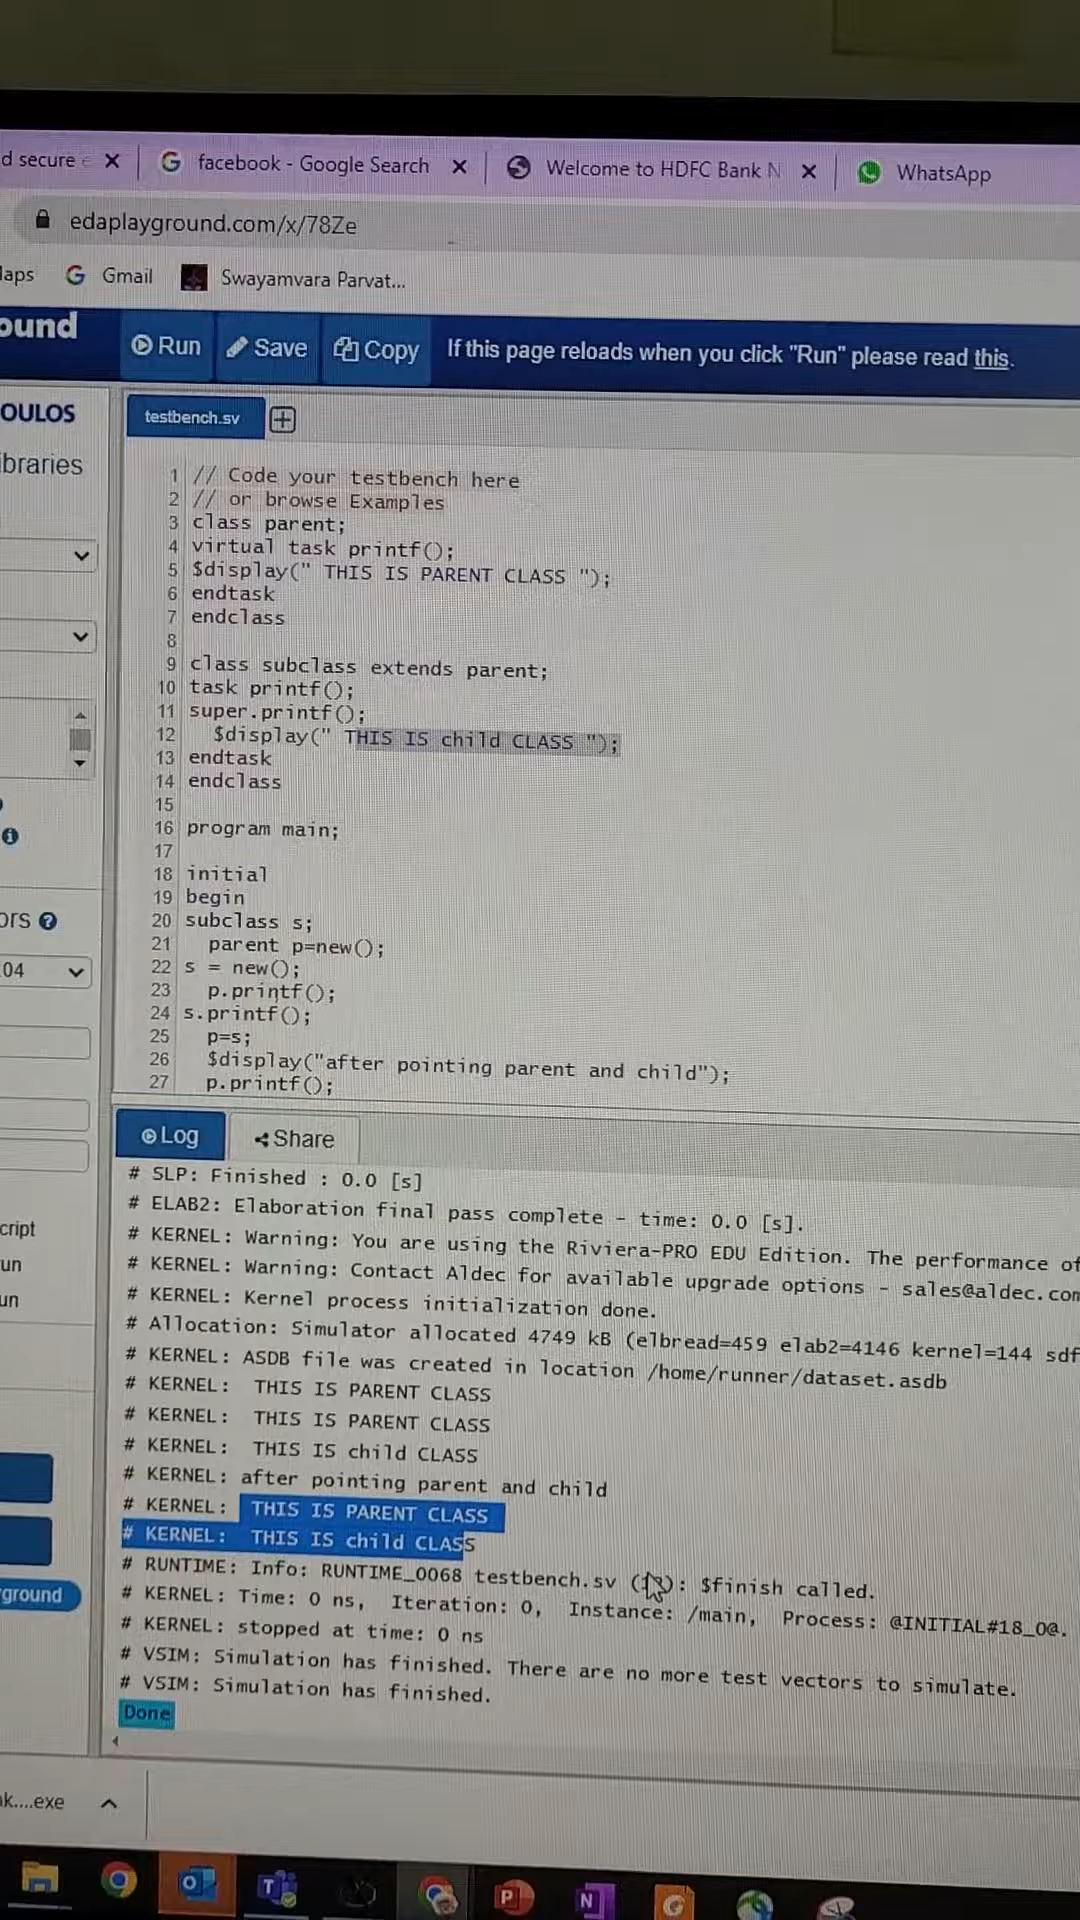 d secure
facebook - Google Search
Welcome to HDFC Bank N
WhatsApp
edaplayground.com/x/78Ze
laps
Gmail
Swayamvara Parvat...
ound
Run
Save
Copy
If this page reloads when you click "Run" please read this.
OULOS
testbench.sv
ibraries
1 // Code your testbench here
2 // or browse Examples
3 class parent;
4 virtual task printf();
5 $display(" THIS IS PARENT CLASS ");
6 endtask
7 endclass
8
9 class subclass extends parent;
10 task printf();
11 super.printf();
12 $display(" THIS IS child CLASS ");
13 endtask
14 endclass
15
16 program main;
17
18 initial
19 begin
20 subclass s;
21 parent p=new();
22 s = new();
23 p.printf();
24 s.printf();
25 p=s;
26 $display("after pointing parent and child");
27 p.printf();
ors
04
Log
Share
# SLP: Finished : 0.0 [s]
# ELAB2: Elaboration final pass complete - time: 0.0 [s].
# KERNEL: Warning: You are using the Riviera-PRO EDU Edition. The performance of
# KERNEL: Warning: Contact Aldec for available upgrade options - sales@aldec.com
# KERNEL: Kernel process initialization done.
# Allocation: Simulator allocated 4749 kB (elbread=459 elab2=4146 kernel=144 sdf
# KERNEL: ASDB file was created in location /home/runner/dataset.asdb
# KERNEL: THIS IS PARENT CLASS
# KERNEL: THIS IS PARENT CLASS
# KERNEL: THIS IS child CLASS
# KERNEL: after pointing parent and child
# KERNEL: THIS IS PARENT CLASS
# KERNEL: THIS IS child CLASS
# RUNTIME: Info: RUNTIME_0068 testbench.sv : $finish called.
# KERNEL: Time: 0 ns, Iteration: 0, Instance: /main, Process: @INITIAL#18_0@.
# KERNEL: stopped at time: 0 ns
# VSIM: Simulation has finished. There are no more test vectors to simulate.
# VSIM: Simulation has finished.
Done
cript
un
un
ground
k....exe